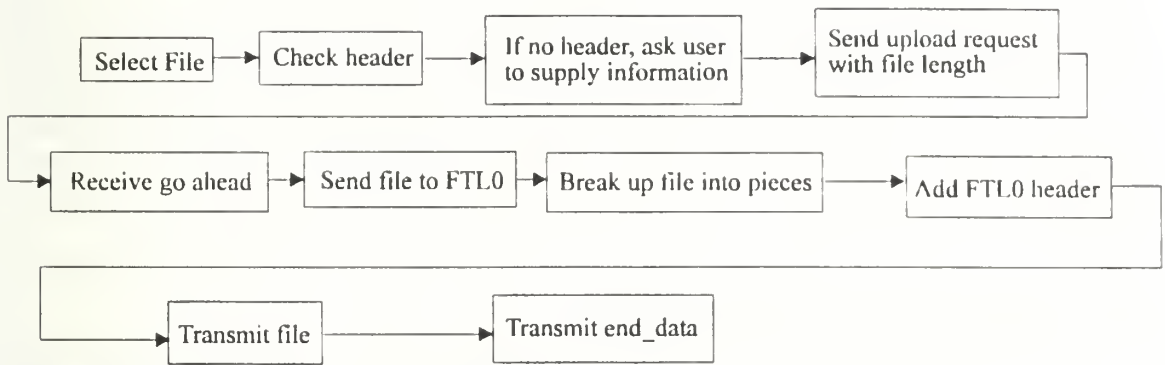 Select File
Check header
If no header, ask user
to supply information
Send upload request
with file length
Receive go ahead
Send file to FTL0
Break up file into pieces
Add FTL0 header
Transmit file
Transmit end_data